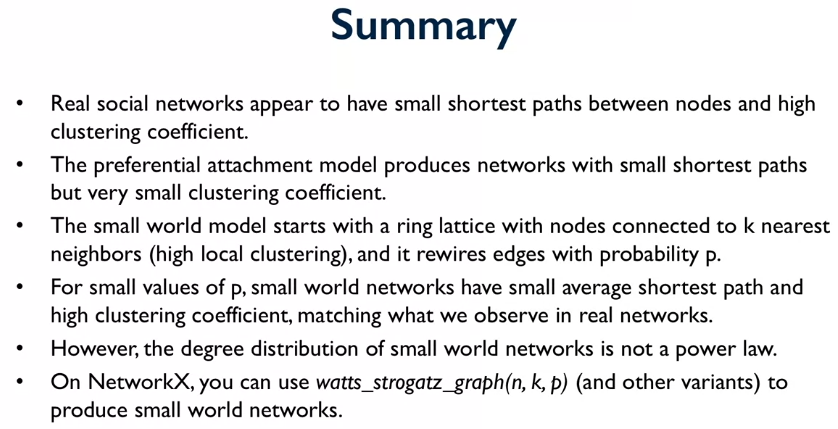 Summary
• Real social networks appear to have small shortest paths between nodes and high
clustering coefficient.
• The preferential attachment model produces networks with small shortest paths
but very small clustering coefficient.
• The small world model starts with a ring lattice with nodes connected to k nearest
neighbors (high local clustering), and it rewires edges with probability p.
• For small values of p, small world networks have small average shortest path and
high clustering coefficient, matching what we observe in real networks.
• However, the degree distribution of small world networks is not a power law.
• On NetworkX, you can use watts_strogatz_graph(n, k, p) (and other variants) to
produce small world networks.